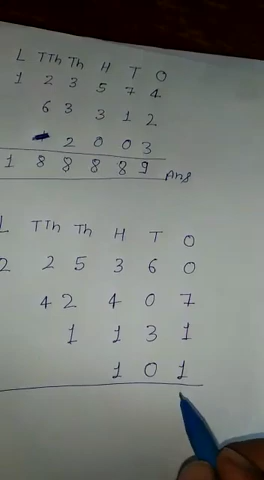 L TTh Th H T O
1 2 3 5 7 4
6 3 3 1 2
2 0 0 3
1 8 8 8 8 9 Ans
L TTh Th H T O
2 2 5 3 6 0
4 2 4 0 7
1 1 3 1
1 0 1